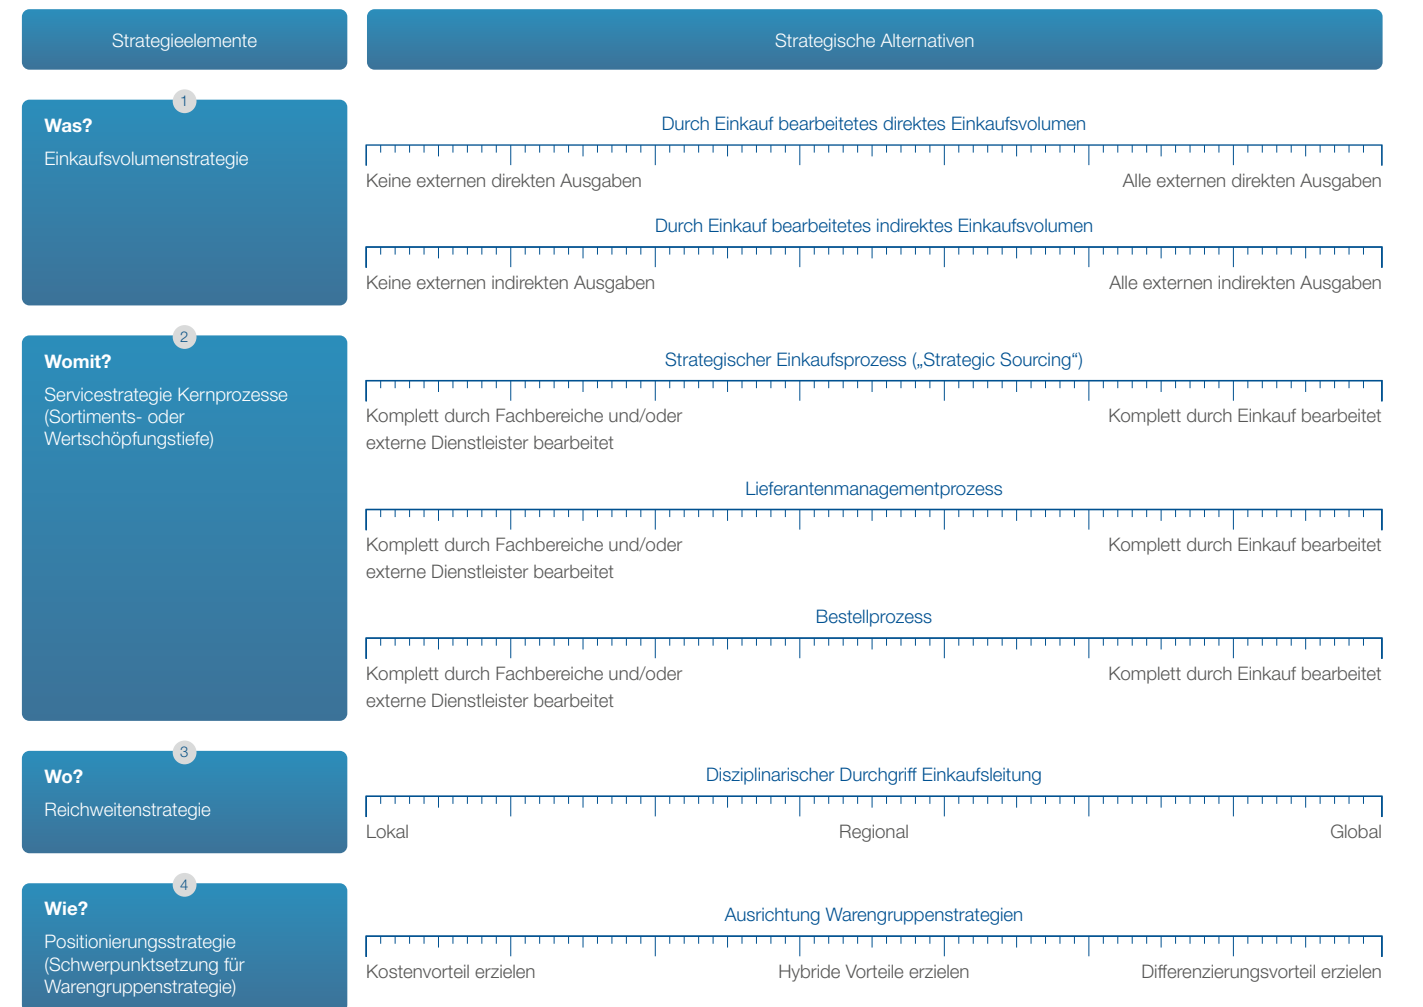 Strategieelemente
Strategische Alternativen
1
Was?
Einkaufsvolumenstrategie
Durch Einkauf bearbeitetes direktes Einkaufsvolumen
Keine externen direkten Ausgaben
Alle externen direkten Ausgaben
Durch Einkauf bearbeitetes indirektes Einkaufsvolumen
Keine externen indirekten Ausgaben
Alle externen indirekten Ausgaben
2
Womit?
Servicestrategie Kernprozesse
(Sortiments- oder
Wertschöpfungstiefe)
Strategischer Einkaufsprozess („Strategic Sourcing“)
Komplett durch Fachbereiche und/oder
externe Dienstleister bearbeitet
Komplett durch Einkauf bearbeitet
Lieferantenmanagementprozess
Komplett durch Fachbereiche und/oder
externe Dienstleister bearbeitet
Komplett durch Einkauf bearbeitet
Bestellprozess
Komplett durch Fachbereiche und/oder
externe Dienstleister bearbeitet
Komplett durch Einkauf bearbeitet
3
Wo?
Reichweitenstrategie
Disziplinarischer Durchgriff Einkaufsleitung
Lokal
Regional
Global
4
Wie?
Positionierungsstrategie
(Schwerpunktsetzung für
Warengruppenstrategie)
Ausrichtung Warengruppenstrategien
Kostenvorteil erzielen
Hybride Vorteile erzielen
Differenzierungsvorteil erzielen